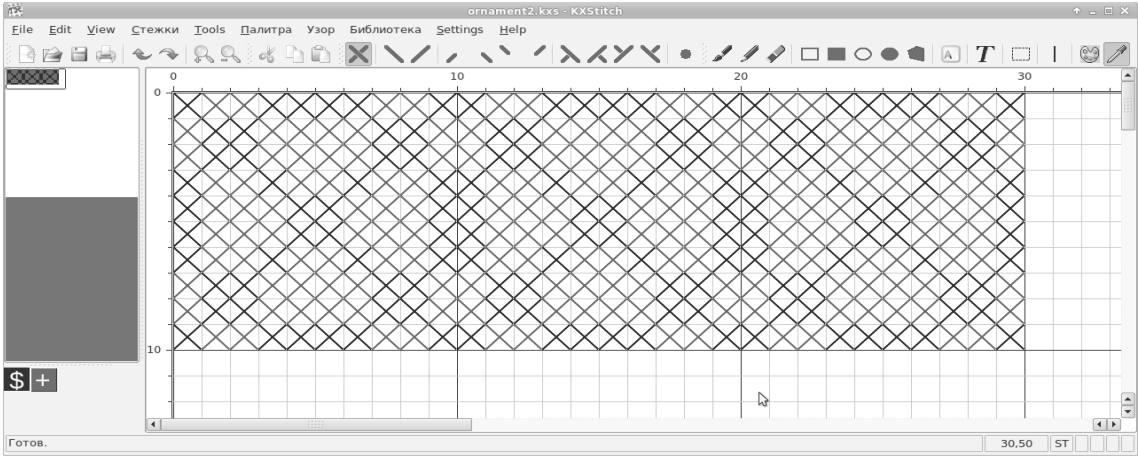 ornament2.kxs - KXStitch
File Edit View Стежки Tools Палитра Узор Библиотека Settings Help
A T
0 10 20 30
0
10
$ +
Готов. 30,50 ST